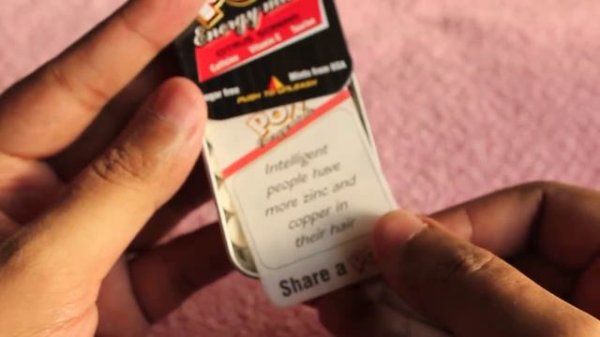 Energy
Caffeine Vitamin C Taurine
Sugar free Mints from USA
PUSH TO UNLEASH
Intelligent
people have
more zinc and
copper in
their hair
Share a